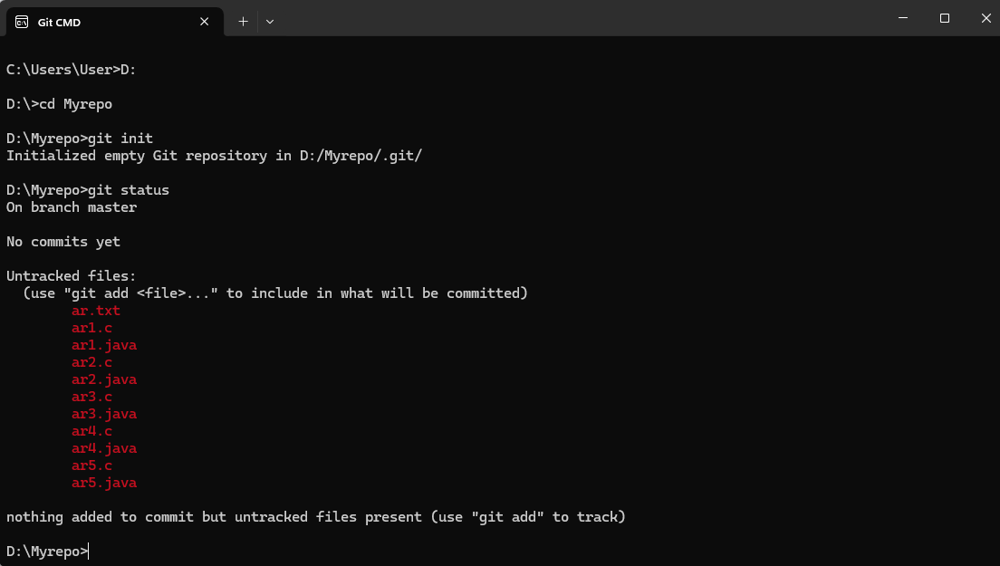 Git CMD
C:\Users\User>D:
D:\>cd Myrepo
D:\Myrepo>git init
Initialized empty Git repository in D:/Myrepo/.git/
D:\Myrepo>git status
On branch master
No commits yet
Untracked files:
  (use "git add <file>..." to include in what will be committed)
        ar.txt
        ar1.c
        ar1.java
        ar2.c
        ar2.java
        ar3.c
        ar3.java
        ar4.c
        ar4.java
        ar5.c
        ar5.java
nothing added to commit but untracked files present (use "git add" to track)
D:\Myrepo>